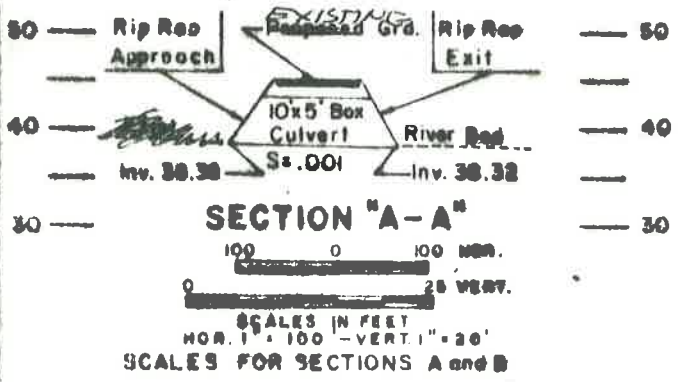 EXISTING
50 Rip Rap Proposed Grd. Rip Rap 50
Approach Exit
10'x5' Box
40 Culvert River Bed 40
Inv. 38.38 S=.001 Inv. 38.32
30 SECTION "A-A" 30
100 0 100 HOR.
0 25 VERT.
SCALES IN FEET
HOR. 1" = 100' - VERT. 1" = 20'
SCALES FOR SECTIONS A and B